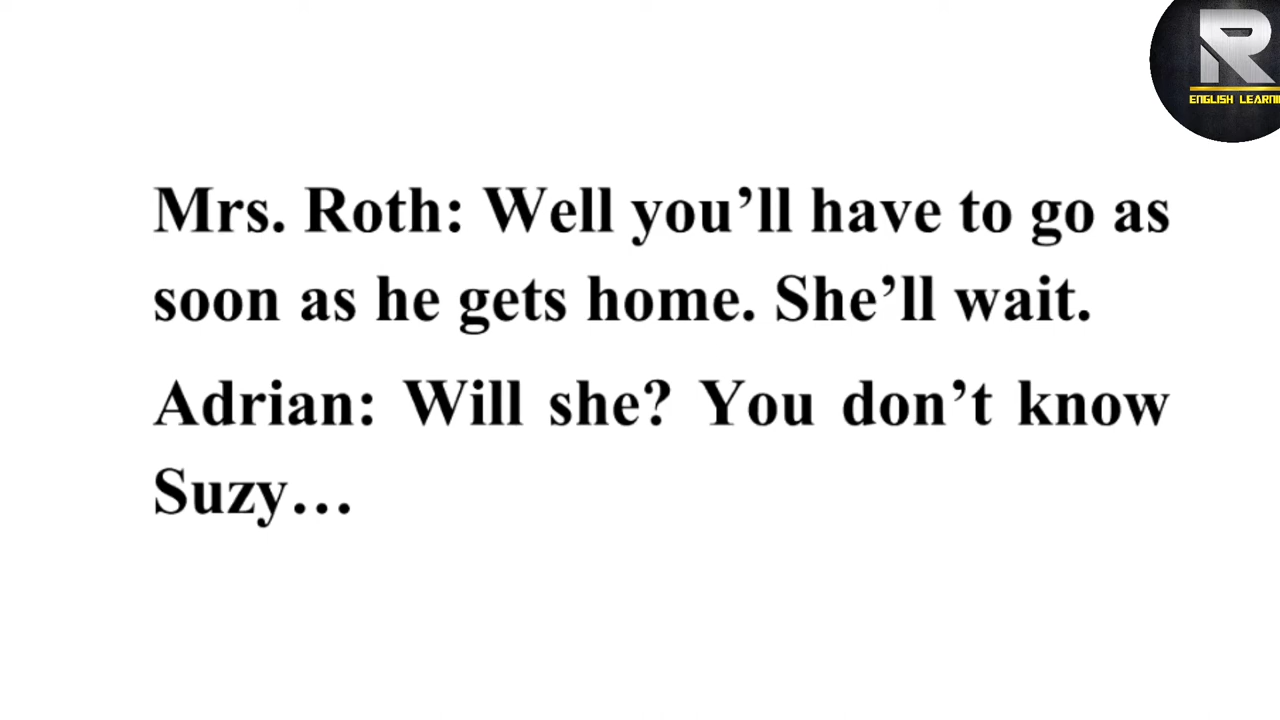 R
ENGLISH LEARNIN
Mrs. Roth: Well you’ll have to go as
soon as he gets home. She’ll wait.
Adrian: Will she? You don’t know
Suzy…